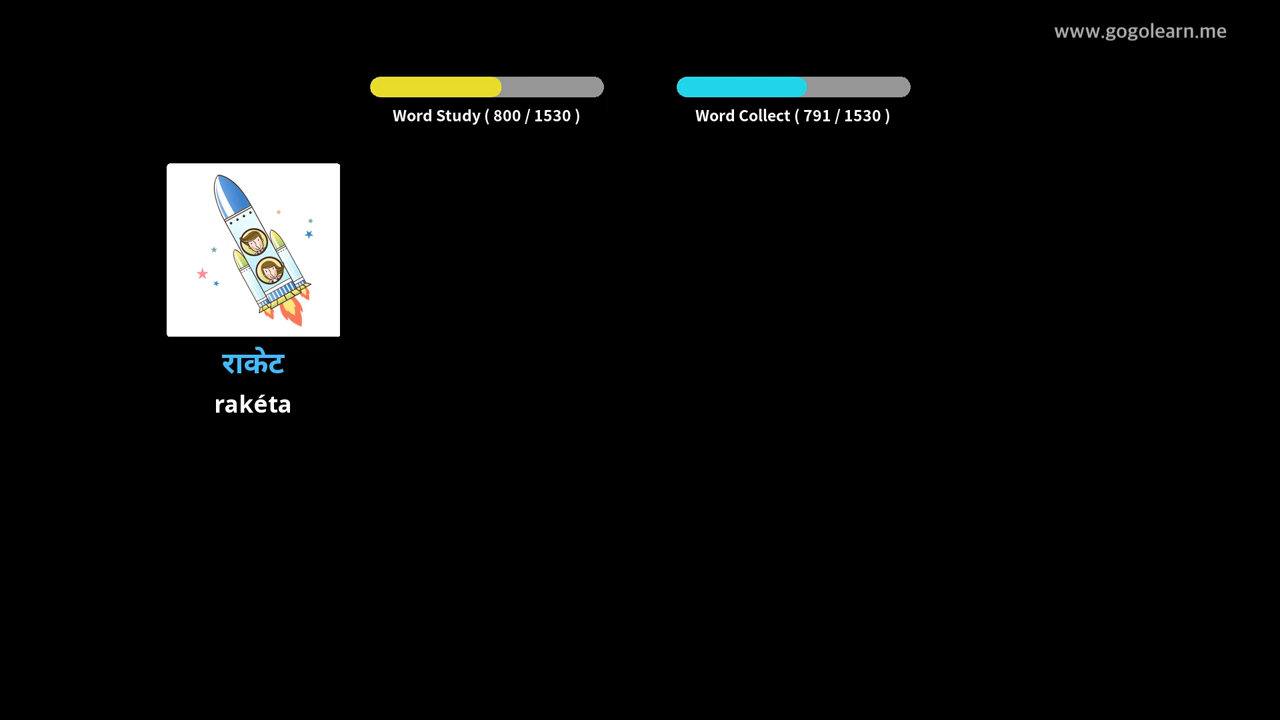 www.gogolearn.me
Word Study ( 800 / 1530 )
Word Collect ( 791 / 1530 )
राकेट
rakéta